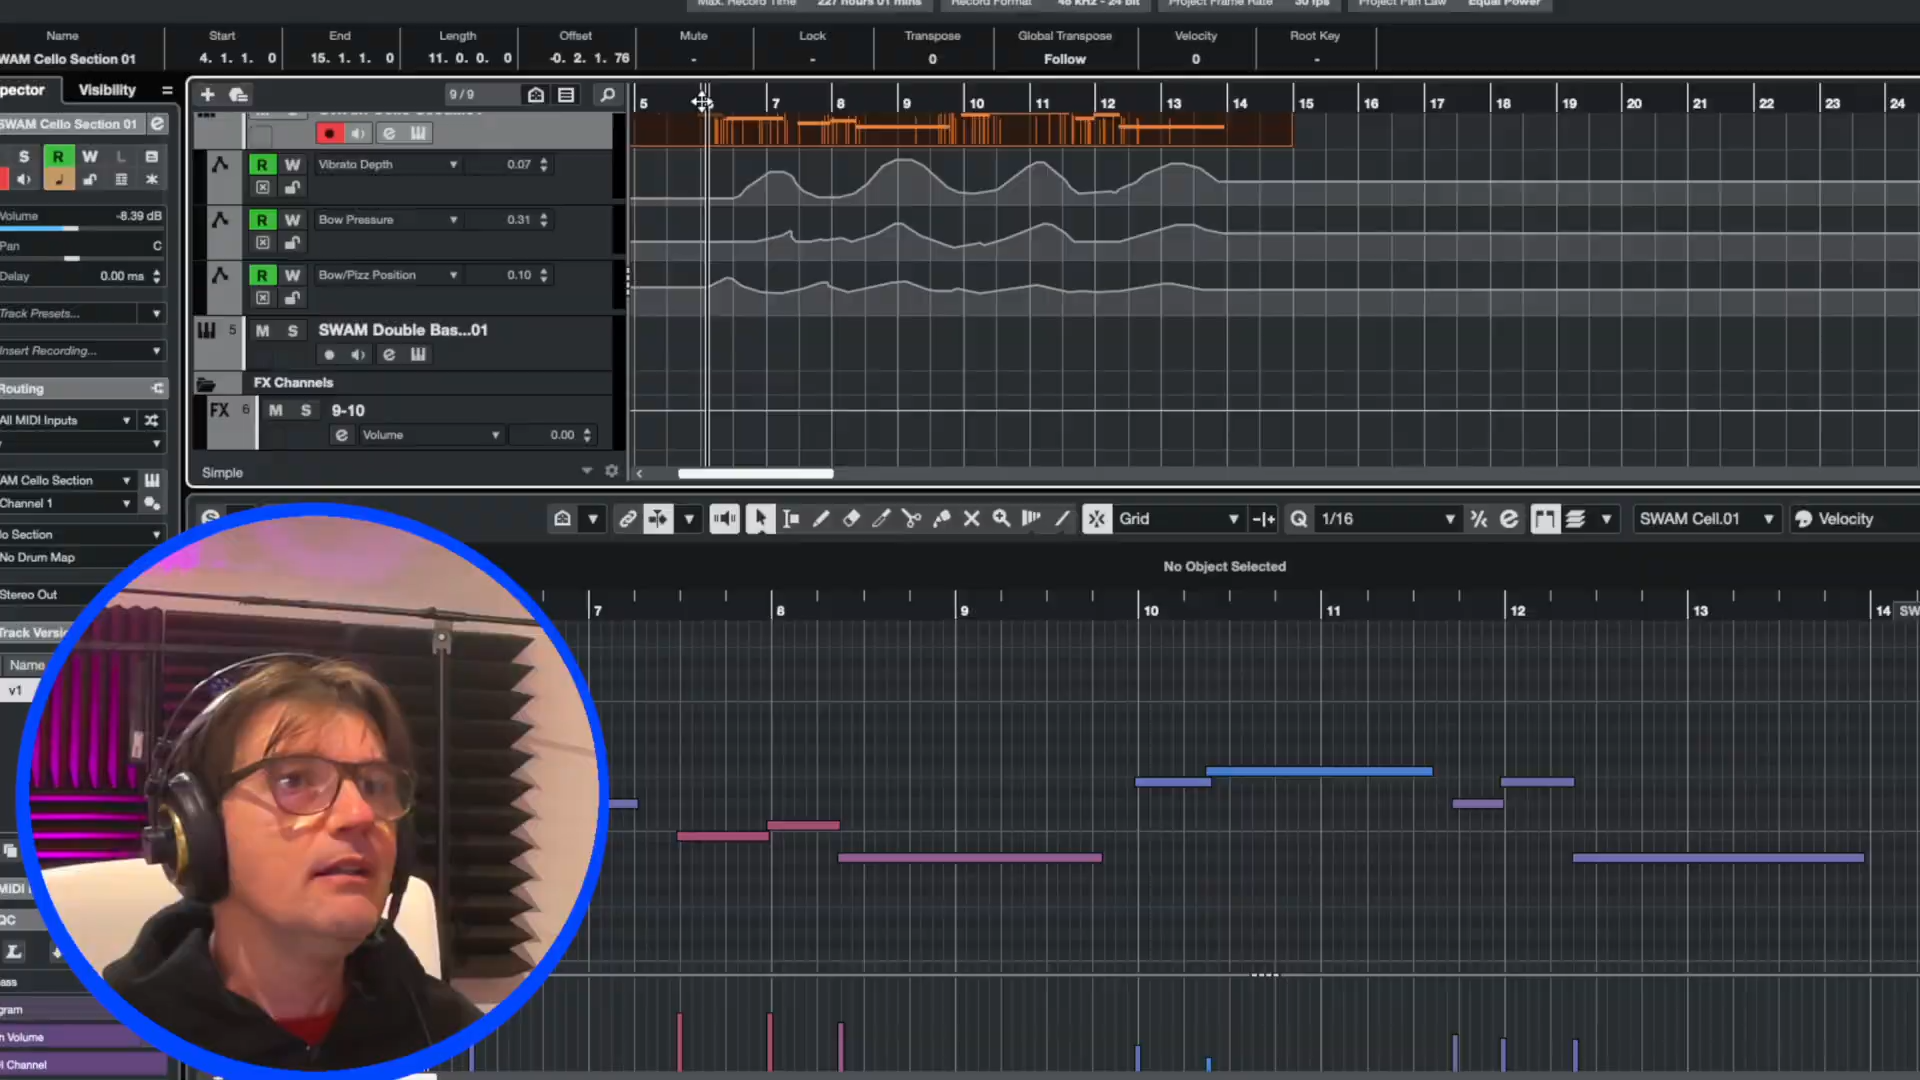 Max. Record Time 227 hours 01 mins Record Format 48 kHz - 24 bit Project Frame Rate 30 fps Project Pan Law Equal Power
Name Start End Length Offset Mute Lock Transpose Global Transpose Velocity Root Key
WAM Cello Section 01 4. 1. 1. 0 15. 1. 1. 0 11. 0. 0. 0 -0. 2. 1. 76 - - 0 Follow 0 -
pector Visibility
9/9
5 6 7 8 9 10 11 12 13 14 15 16 17 18 19 20 21 22 23 24
SWAM Cello Section 01
S R W L
Volume -8.39 dB
Pan C
Delay 0.00 ms
Track Presets...
Insert Recording...
Routing
All MIDI Inputs
AM Cello Section
Channel 1
o Section
No Drum Map
Stereo Out
Track Versio
Name
v1
MIDI
QC
ass
gram
n Volume
I Channel
R W Vibrato Depth 0.07
R W Bow Pressure 0.31
R W Bow/Pizz Position 0.10
5 M S SWAM Double Bas...01
FX Channels
FX 6 M S 9-10
Volume 0.00
Simple
Grid 1/16 SWAM Cell.01 Velocity
No Object Selected
7 8 9 10 11 12 13 14 SW